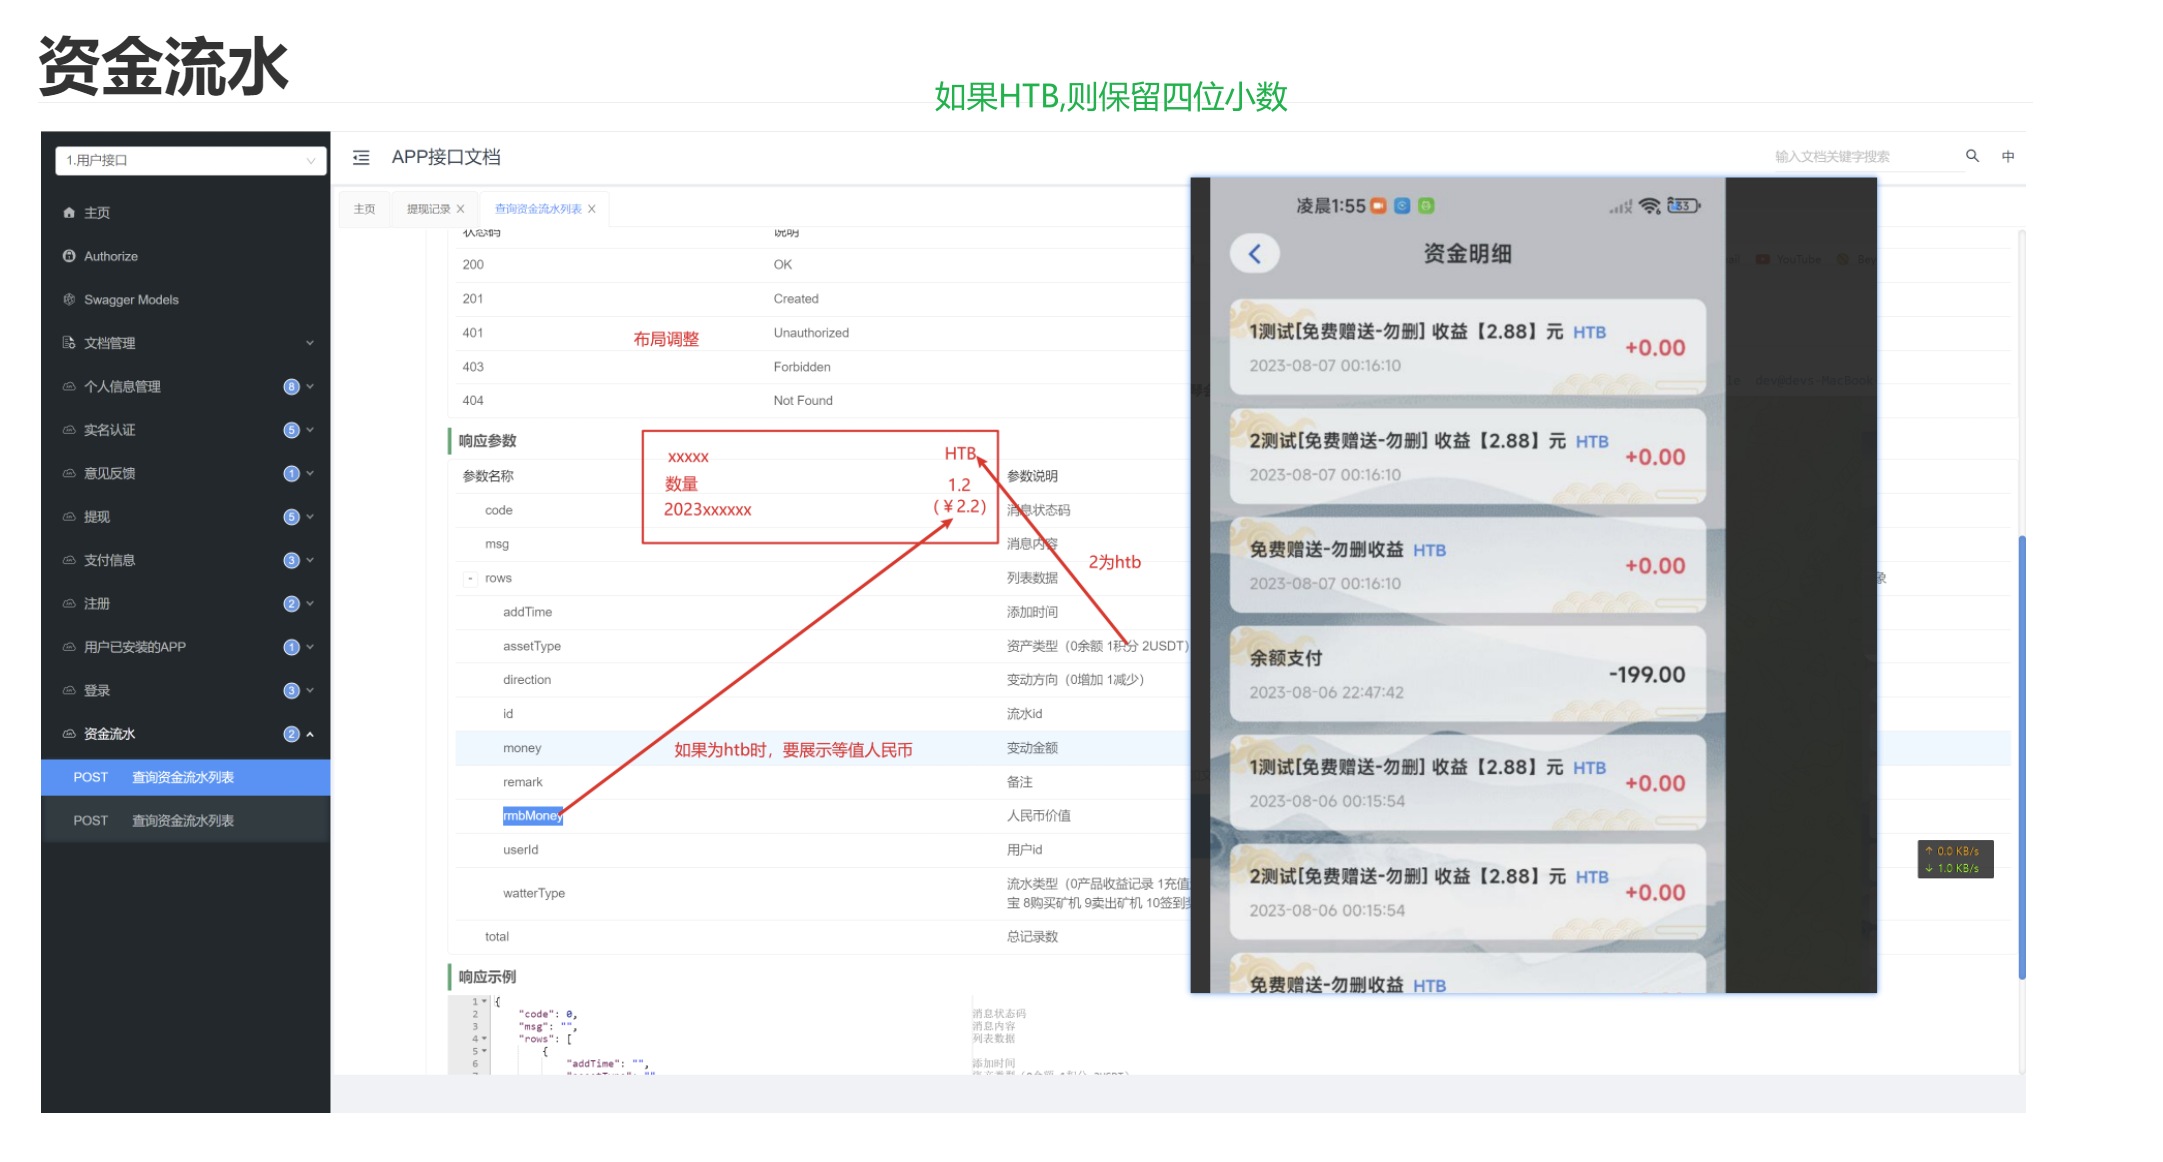 资金流水
如果HTB,则保留四位小数
1.用户接口
APP接口文档
输入文档关键字搜索
中
主页
提现记录
查询资金流水列表
主页
Authorize
Swagger Models
文档管理
个人信息管理 8
实名认证 5
意见反馈 1
提现 5
支付信息 3
注册 2
用户已安装的APP 1
登录 3
资金流水 2
POST 查询资金流水列表
POST 查询资金流水列表
状态码 说明
200 OK
201 Created
401 Unauthorized
布局调整
403 Forbidden
404 Not Found
响应参数
xxxxx HTB
数量 1.2
2023xxxxxx (¥2.2)
参数名称 参数说明
code 消息状态码
msg 消息内容
2为htb
- rows 列表数据
addTime 添加时间
assetType 资产类型（0余额 1积分 2USDT）
direction 变动方向（0增加 1减少）
id 流水id
money 变动金额
如果为htb时，要展示等值人民币
remark 备注
rmbMoney 人民币价值
userId 用户id
watterType 流水类型（0产品收益记录 1充值
宝 8购买矿机 9卖出矿机 10签到
total 总记录数
响应示例
1 {
2 "code": 0, 消息状态码
3 "msg": "", 消息内容
4 "rows": [ 列表数据
5 {
6 "addTime": "", 添加时间
凌晨1:55
83
资金明细
1测试[免费赠送-勿删] 收益【2.88】元 HTB
+0.00
2023-08-07 00:16:10
2测试[免费赠送-勿删] 收益【2.88】元 HTB
+0.00
2023-08-07 00:16:10
免费赠送-勿删收益 HTB
+0.00
2023-08-07 00:16:10
余额支付
-199.00
2023-08-06 22:47:42
1测试[免费赠送-勿删] 收益【2.88】元 HTB
+0.00
2023-08-06 00:15:54
2测试[免费赠送-勿删] 收益【2.88】元 HTB
+0.00
2023-08-06 00:15:54
免费赠送-勿删收益 HTB
YouTube
↑ 0.0 KB/s
↓ 1.0 KB/s